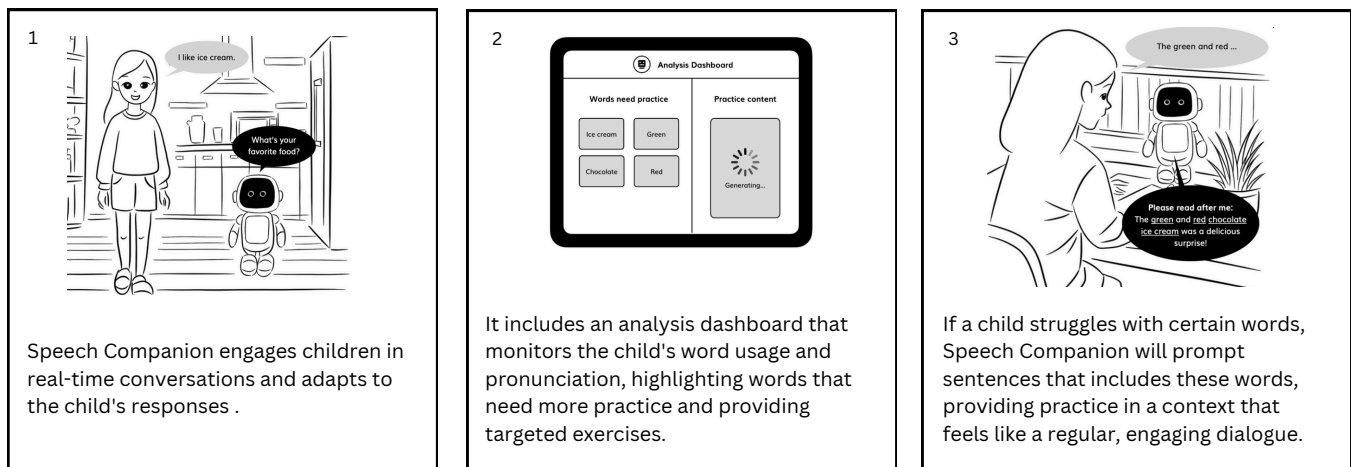 1
I like ice cream.
What's your
favorite food?
Speech Companion engages children in
real-time conversations and adapts to
the child's responses .
2
Analysis Dashboard
Words need practice
Practice content
Ice cream
Green
Chocolate
Red
Generating...
It includes an analysis dashboard that
monitors the child's word usage and
pronunciation, highlighting words that
need more practice and providing
targeted exercises.
3
The green and red ...
Please read after me:
The green and red chocolate
ice cream was a delicious
surprise!
If a child struggles with certain words,
Speech Companion will prompt
sentences that includes these words,
providing practice in a context that
feels like a regular, engaging dialogue.